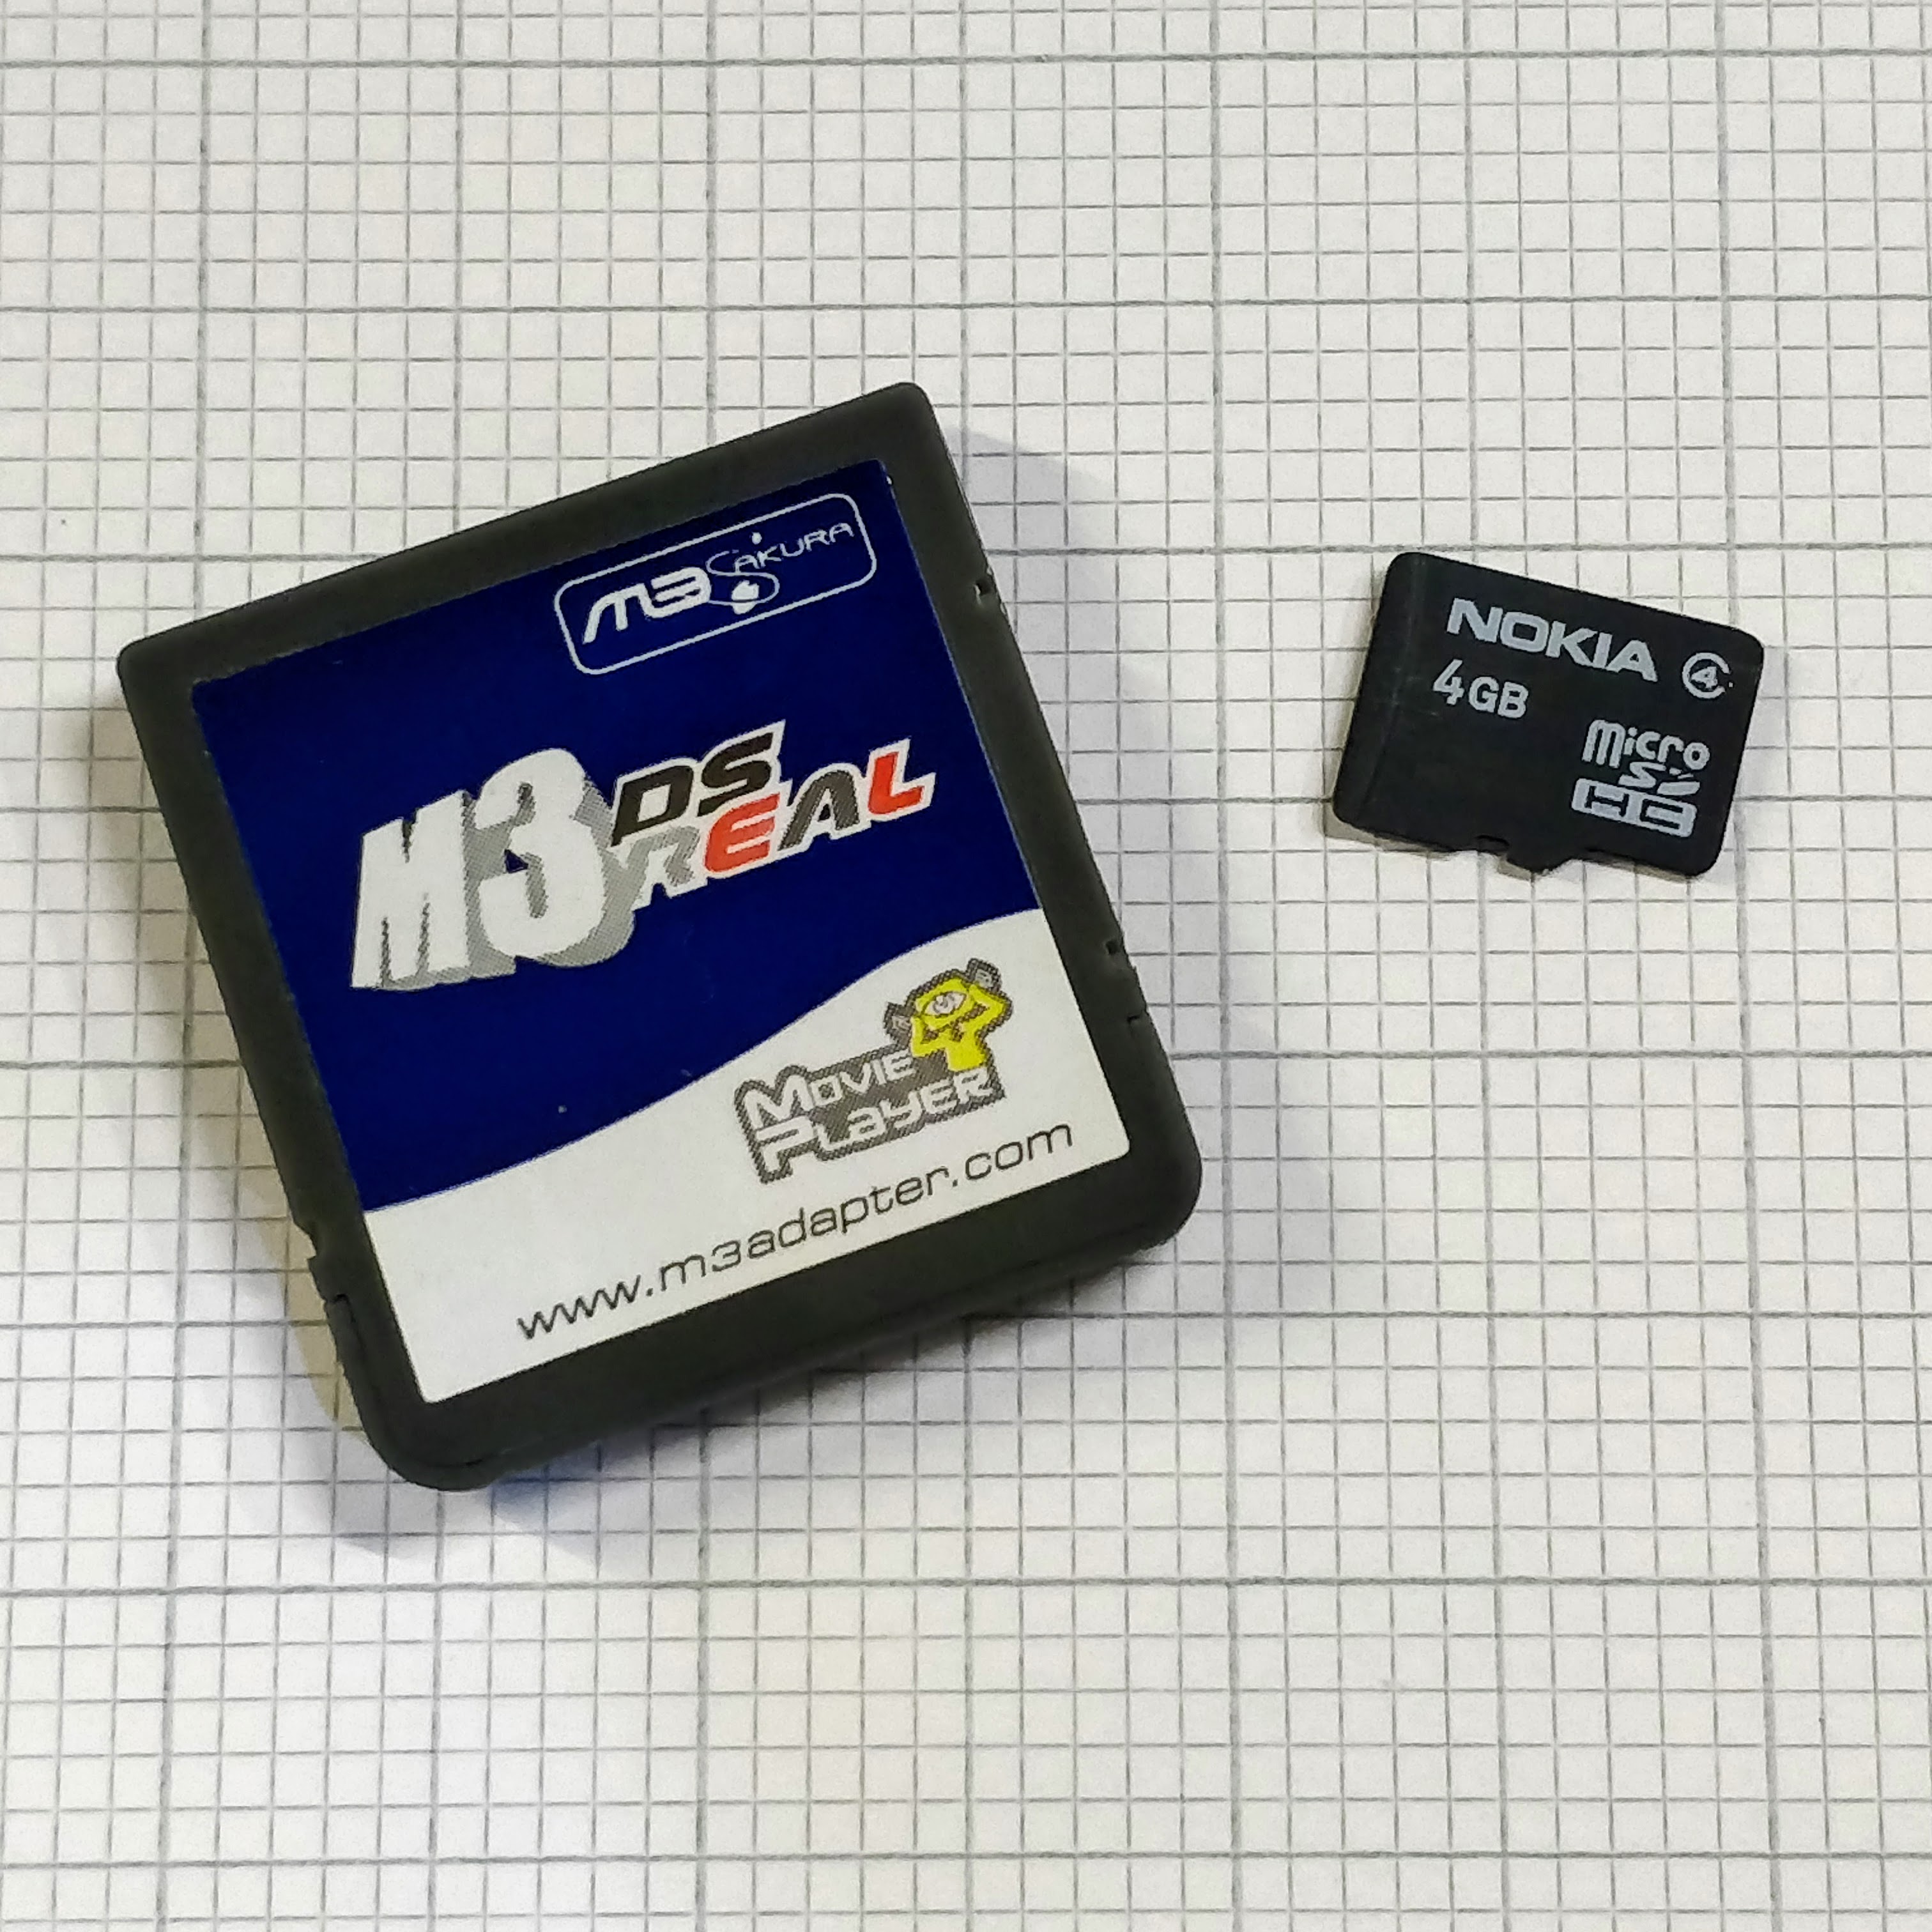 M3 SAKURA
M3 DS
REAL
MOVIE
PLAYER
www.m3adapter.com
NOKIA 4
4GB
micro
SD
HC